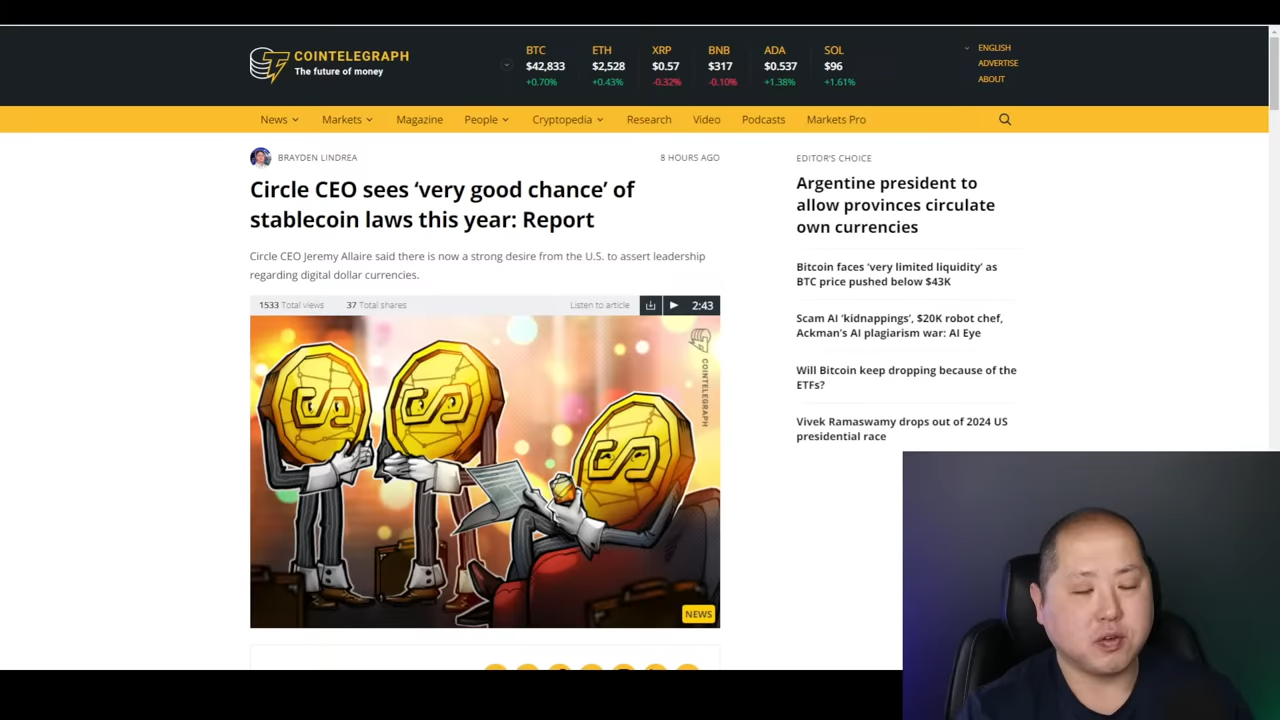 COINTELEGRAPH
The future of money
BTC
$42,833
+0.70%
ETH
$2,528
+0.43%
XRP
$0.57
-0.32%
BNB
$317
-0.10%
ADA
$0.537
+1.38%
SOL
$96
+1.61%
ENGLISH
ADVERTISE
ABOUT
News
Markets
Magazine
People
Cryptopedia
Research
Video
Podcasts
Markets Pro
BRAYDEN LINDREA
8 HOURS AGO
Circle CEO sees ‘very good chance’ of
stablecoin laws this year: Report
Circle CEO Jeremy Allaire said there is now a strong desire from the U.S. to assert leadership
regarding digital dollar currencies.
1533 Total views
37 Total shares
Listen to article
2:43
COINTELEGRAPH
NEWS
EDITOR'S CHOICE
Argentine president to
allow provinces circulate
own currencies
Bitcoin faces ‘very limited liquidity’ as
BTC price pushed below $43K
Scam AI ‘kidnappings’, $20K robot chef,
Ackman’s AI plagiarism war: AI Eye
Will Bitcoin keep dropping because of the
ETFs?
Vivek Ramaswamy drops out of 2024 US
presidential race